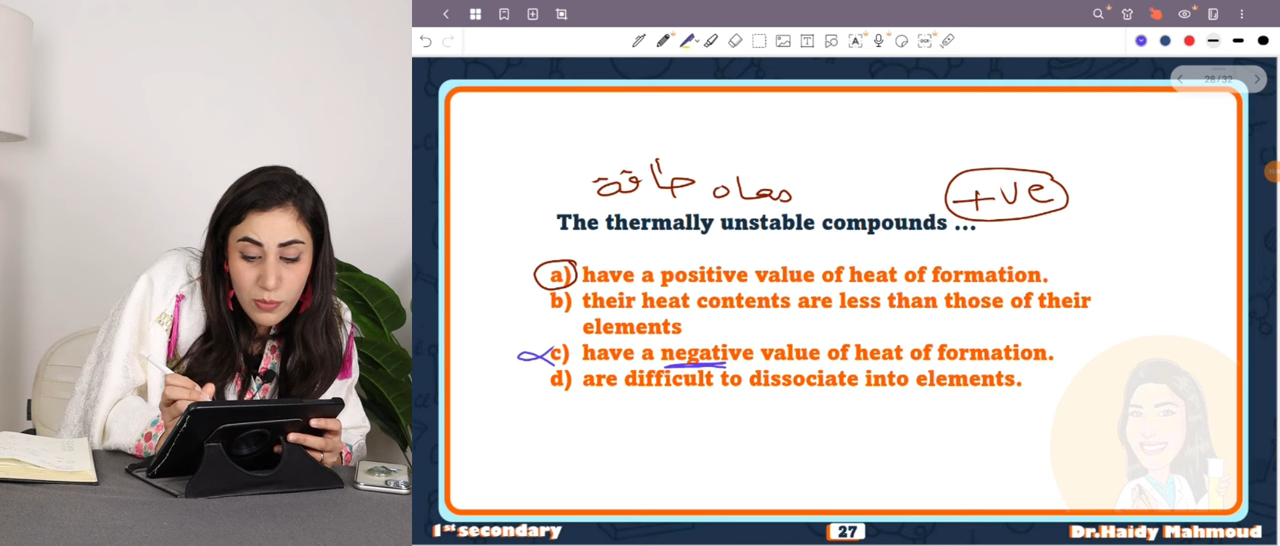 28/32
معاه طاقة
+ve
The thermally unstable compounds ...
a) have a positive value of heat of formation.
b) their heat contents are less than those of their
elements
c) have a negative value of heat of formation.
d) are difficult to dissociate into elements.
1st secondary
27
Dr.Haidy Mahmoud